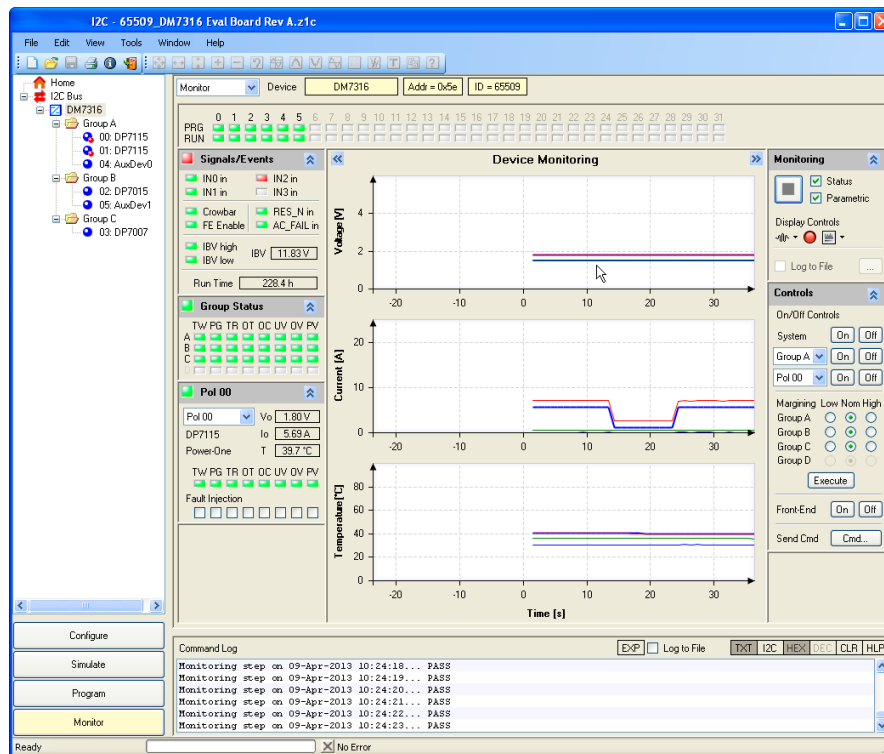 I2C - 65509_DM7316 Eval Board Rev A.z1c
File Edit View Tools Window Help
Home
I2C Bus
DM7316
Group A
00: DP7115
01: DP7115
04: AuxDev0
Group B
02: DP7015
05: AuxDev1
Group C
03: DP7007
Configure
Simulate
Program
Monitor
Monitor Device DM7316 Addr = 0x5e ID = 65509
0 1 2 3 4 5 6 7 8 9 10 11 12 13 14 15 16 17 18 19 20 21 22 23 24 25 26 27 28 29 30 31
PRG
RUN
Signals/Events
IN0 in IN2 in
IN1 in IN3 in
Crowbar RES_N in
FE Enable AC_FAIL in
IBV high
IBV low
IBV 11.83 V
Run Time 228.4 h
Group Status
TW PG TR OT OC UV OV PV
A
B
C
D
Pol 00
Pol 00 Vo 1.80 V
DP7115 Io 5.69 A
Power-One T 39.7 °C
TW PG TR OT OC UV OV PV
Fault Injection
Device Monitoring
Voltage [V]
4
2
0
-20 -10 0 10 20 30
Current [A]
20
10
0
-20 -10 0 10 20 30
Temperature[°C]
80
60
40
20
0
-20 -10 0 10 20 30
Time [s]
Monitoring
Status
Parametric
Display Controls
Log to File ...
Controls
On/Off Controls
System On Off
Group A On Off
Pol 00 On Off
Margining Low Nom High
Group A
Group B
Group C
Group D
Execute
Front-End On Off
Send Cmd Cmd...
Command Log EXP Log to File TXT I2C HEX DEC CLR HLP
Monitoring step on 09-Apr-2013 10:24:18... PASS
Monitoring step on 09-Apr-2013 10:24:19... PASS
Monitoring step on 09-Apr-2013 10:24:20... PASS
Monitoring step on 09-Apr-2013 10:24:21... PASS
Monitoring step on 09-Apr-2013 10:24:22... PASS
Monitoring step on 09-Apr-2013 10:24:23... PASS
Ready No Error